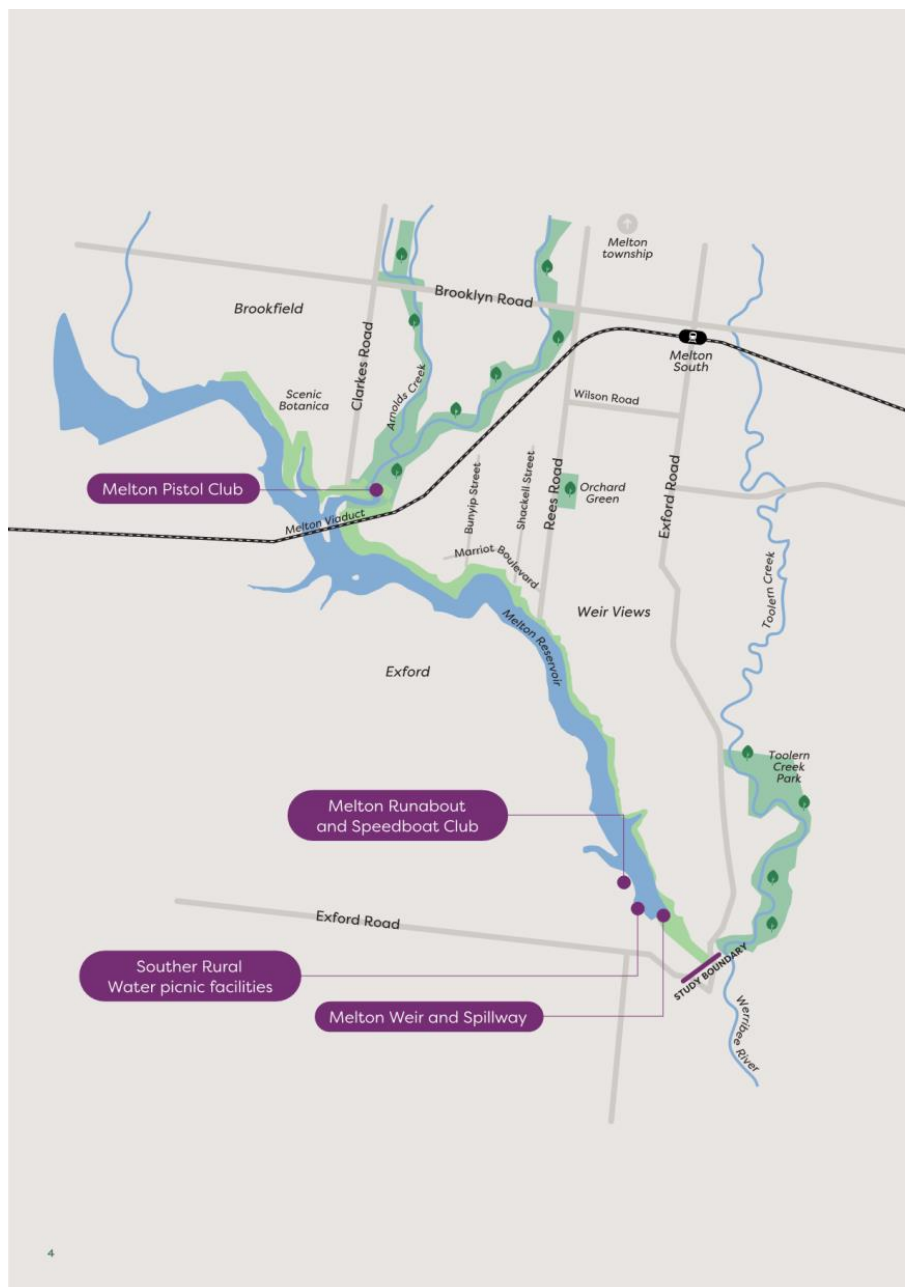 Melton
township
Brooklyn Road
Brookfield
Melton
South
Clarkes Road
Scenic
Botanica
Arnolds Creek
Wilson Road
Melton Pistol Club
Orchard
Green
Bunyip Street
Shackell Street
Rees Road
Exford Road
Melton Viaduct
Marriot Boulevard
Toolern Creek
Weir Views
Melton Reservoir
Exford
Toolern
Creek
Park
Melton Runabout
and Speedboat Club
Exford Road
STUDY BOUNDARY
Souther Rural
Water picnic facilities
Melton Weir and Spillway
Werribee River
4